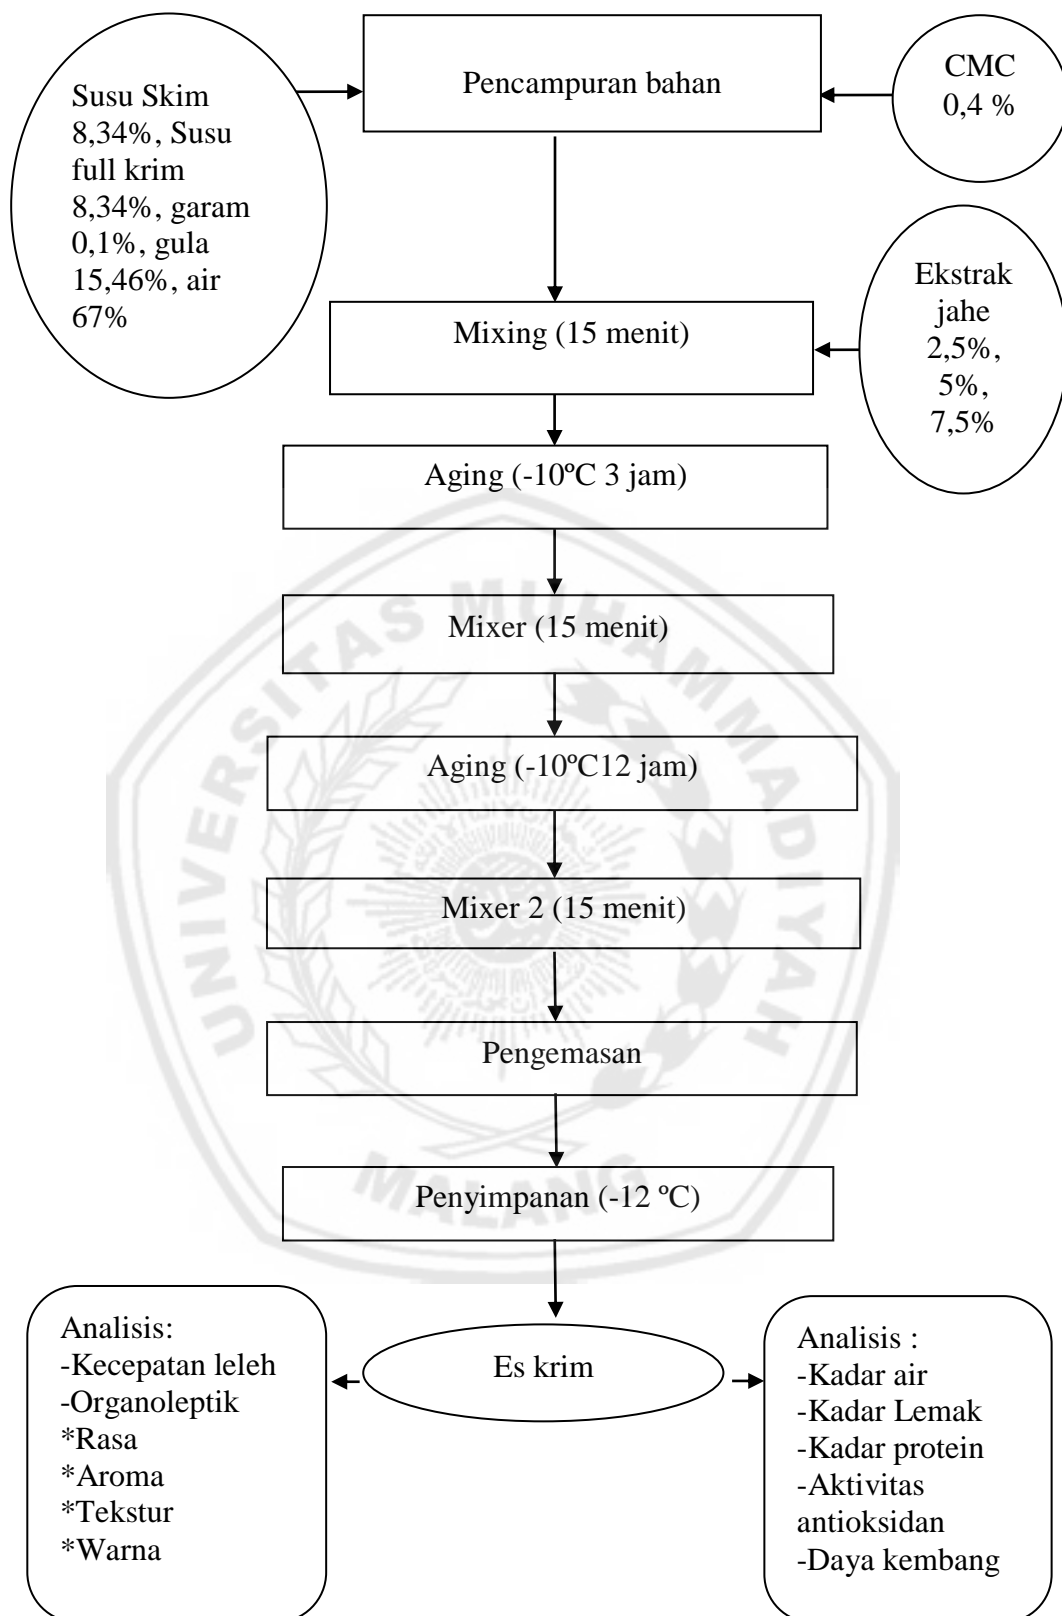 Pencampuran bahan
CMC
0,4 %
Susu Skim
8,34%, Susu
full krim
8,34%, garam
0,1%, gula
15,46%, air
67%
Ekstrak
jahe
2,5%,
5%,
7,5%
Mixing (15 menit)
Aging (-10ºC 3 jam)
Mixer (15 menit)
Aging (-10ºC12 jam)
Mixer 2 (15 menit)
Pengemasan
Penyimpanan (-12 ºC)
Es krim
Analisis:
-Kecepatan leleh
-Organoleptik
*Rasa
*Aroma
*Tekstur
*Warna
Analisis :
-Kadar air
-Kadar Lemak
-Kadar protein
-Aktivitas
antioksidan
-Daya kembang
UNIVERSITAS MUHAMMADIYAH
MALANG